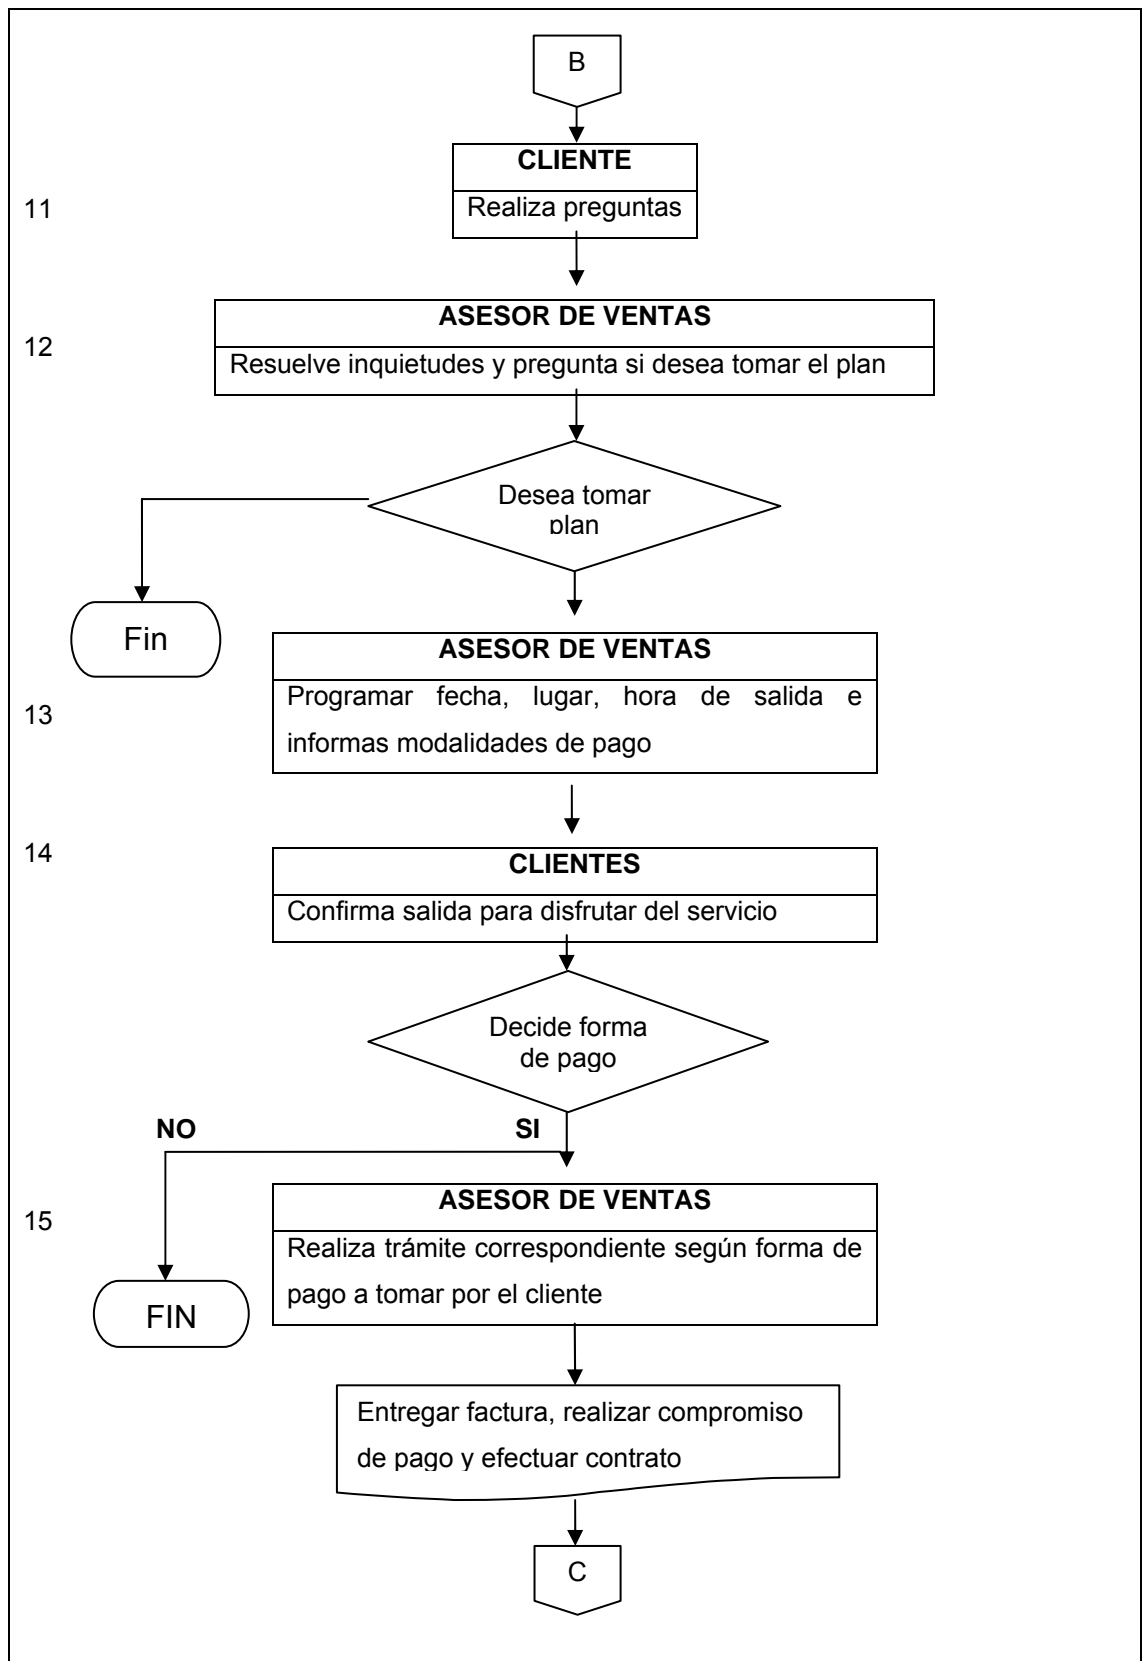 B
CLIENTE
11
Realiza preguntas
ASESOR DE VENTAS
12
Resuelve inquietudes y pregunta si desea tomar el plan
Desea tomar
plan
Fin
ASESOR DE VENTAS
13
Programar fecha, lugar, hora de salida e
informas modalidades de pago
14
CLIENTES
Confirma salida para disfrutar del servicio
Decide forma
de pago
NO
SI
ASESOR DE VENTAS
15
Realiza trámite correspondiente según forma de
pago a tomar por el cliente
FIN
Entregar factura, realizar compromiso
de pago y efectuar contrato
C